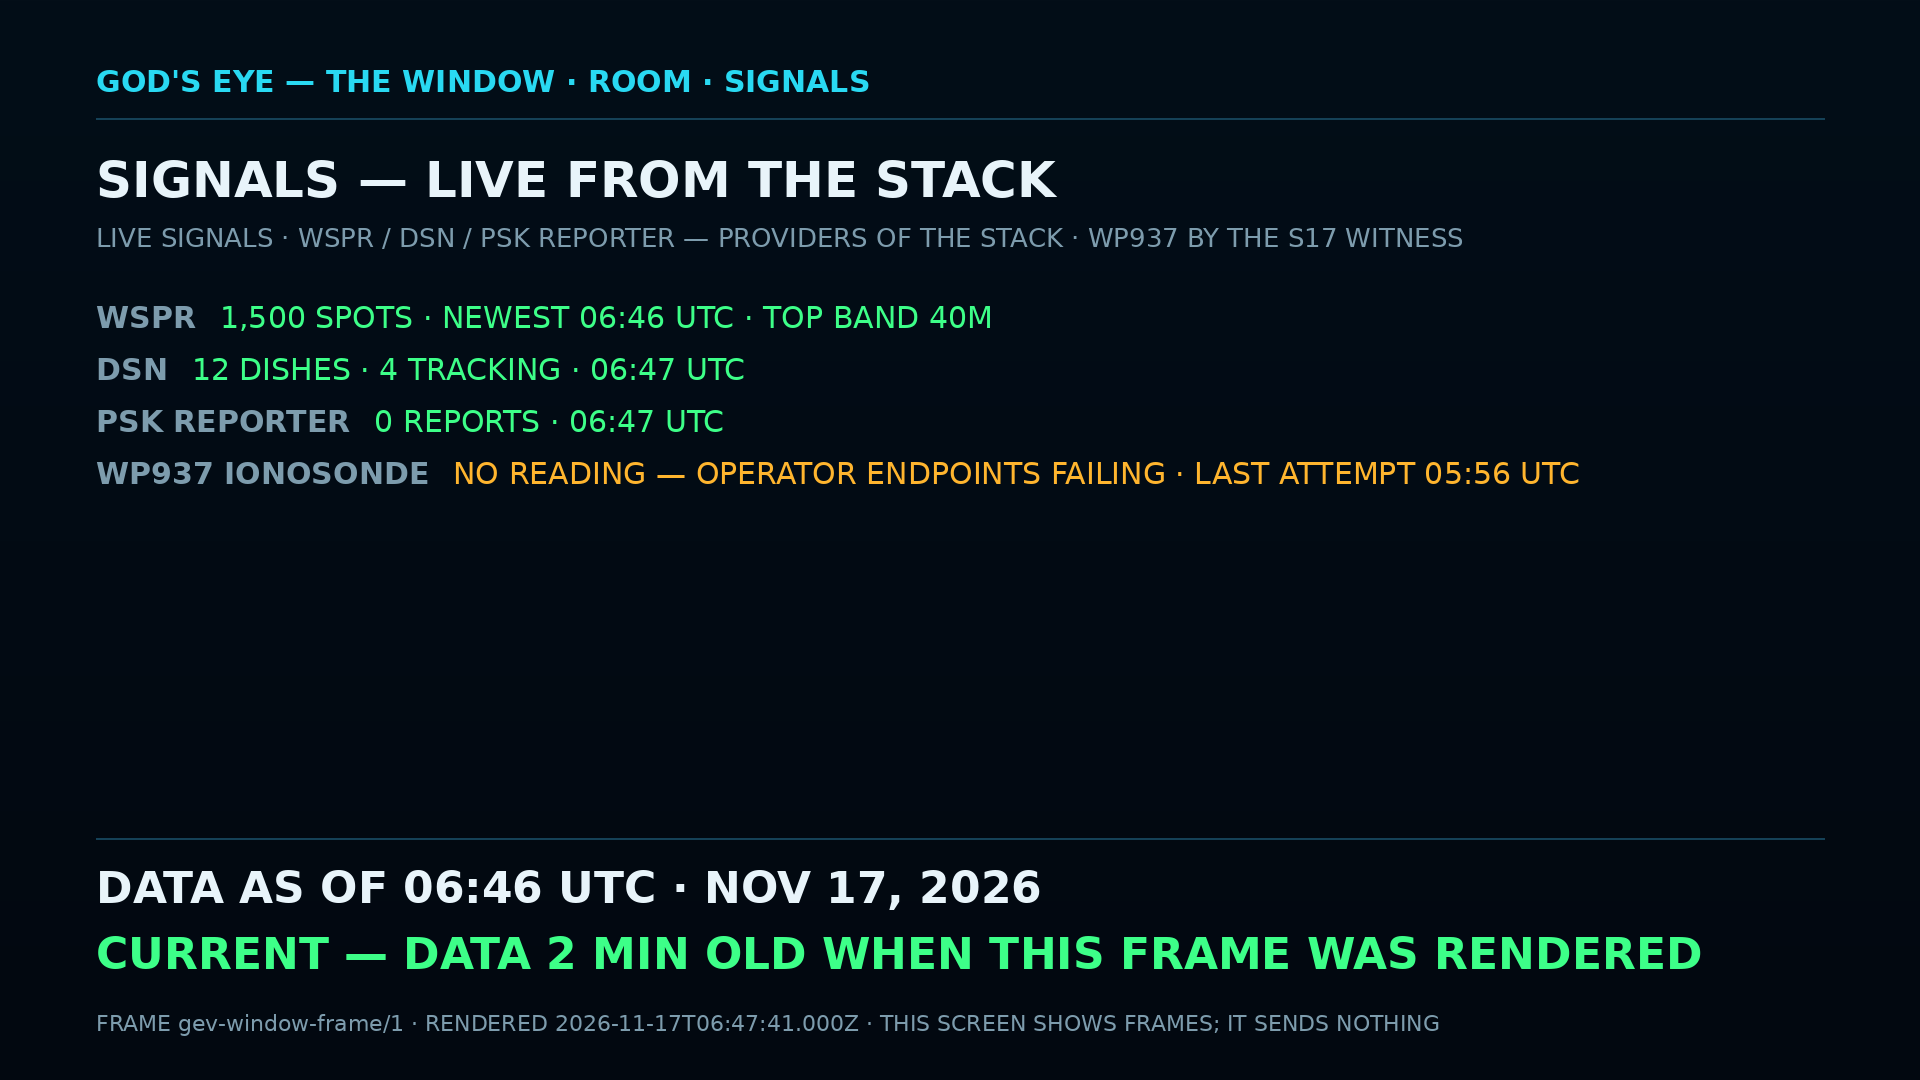 GOD'S EYE — THE WINDOW · ROOM · SIGNALS
SIGNALS — LIVE FROM THE STACK
LIVE SIGNALS · WSPR / DSN / PSK REPORTER — PROVIDERS OF THE STACK · WP937 BY THE S17 WITNESS
WSPR 1,500 SPOTS · NEWEST 06:46 UTC · TOP BAND 40M
DSN 12 DISHES · 4 TRACKING · 06:47 UTC
PSK REPORTER 0 REPORTS · 06:47 UTC
WP937 IONOSONDE NO READING — OPERATOR ENDPOINTS FAILING · LAST ATTEMPT 05:56 UTC
DATA AS OF 06:46 UTC · NOV 17, 2026
CURRENT — DATA 2 MIN OLD WHEN THIS FRAME WAS RENDERED
FRAME gev-window-frame/1 · RENDERED 2026-11-17T06:47:41.000Z · THIS SCREEN SHOWS FRAMES; IT SENDS NOTHING